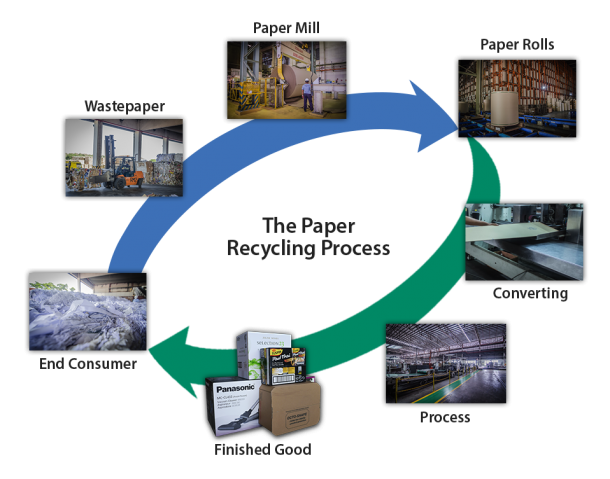 Paper Mill
Paper Rolls
Wastepaper
The Paper
Recycling Process
Converting
End Consumer
Process
Panasonic
Finished Good